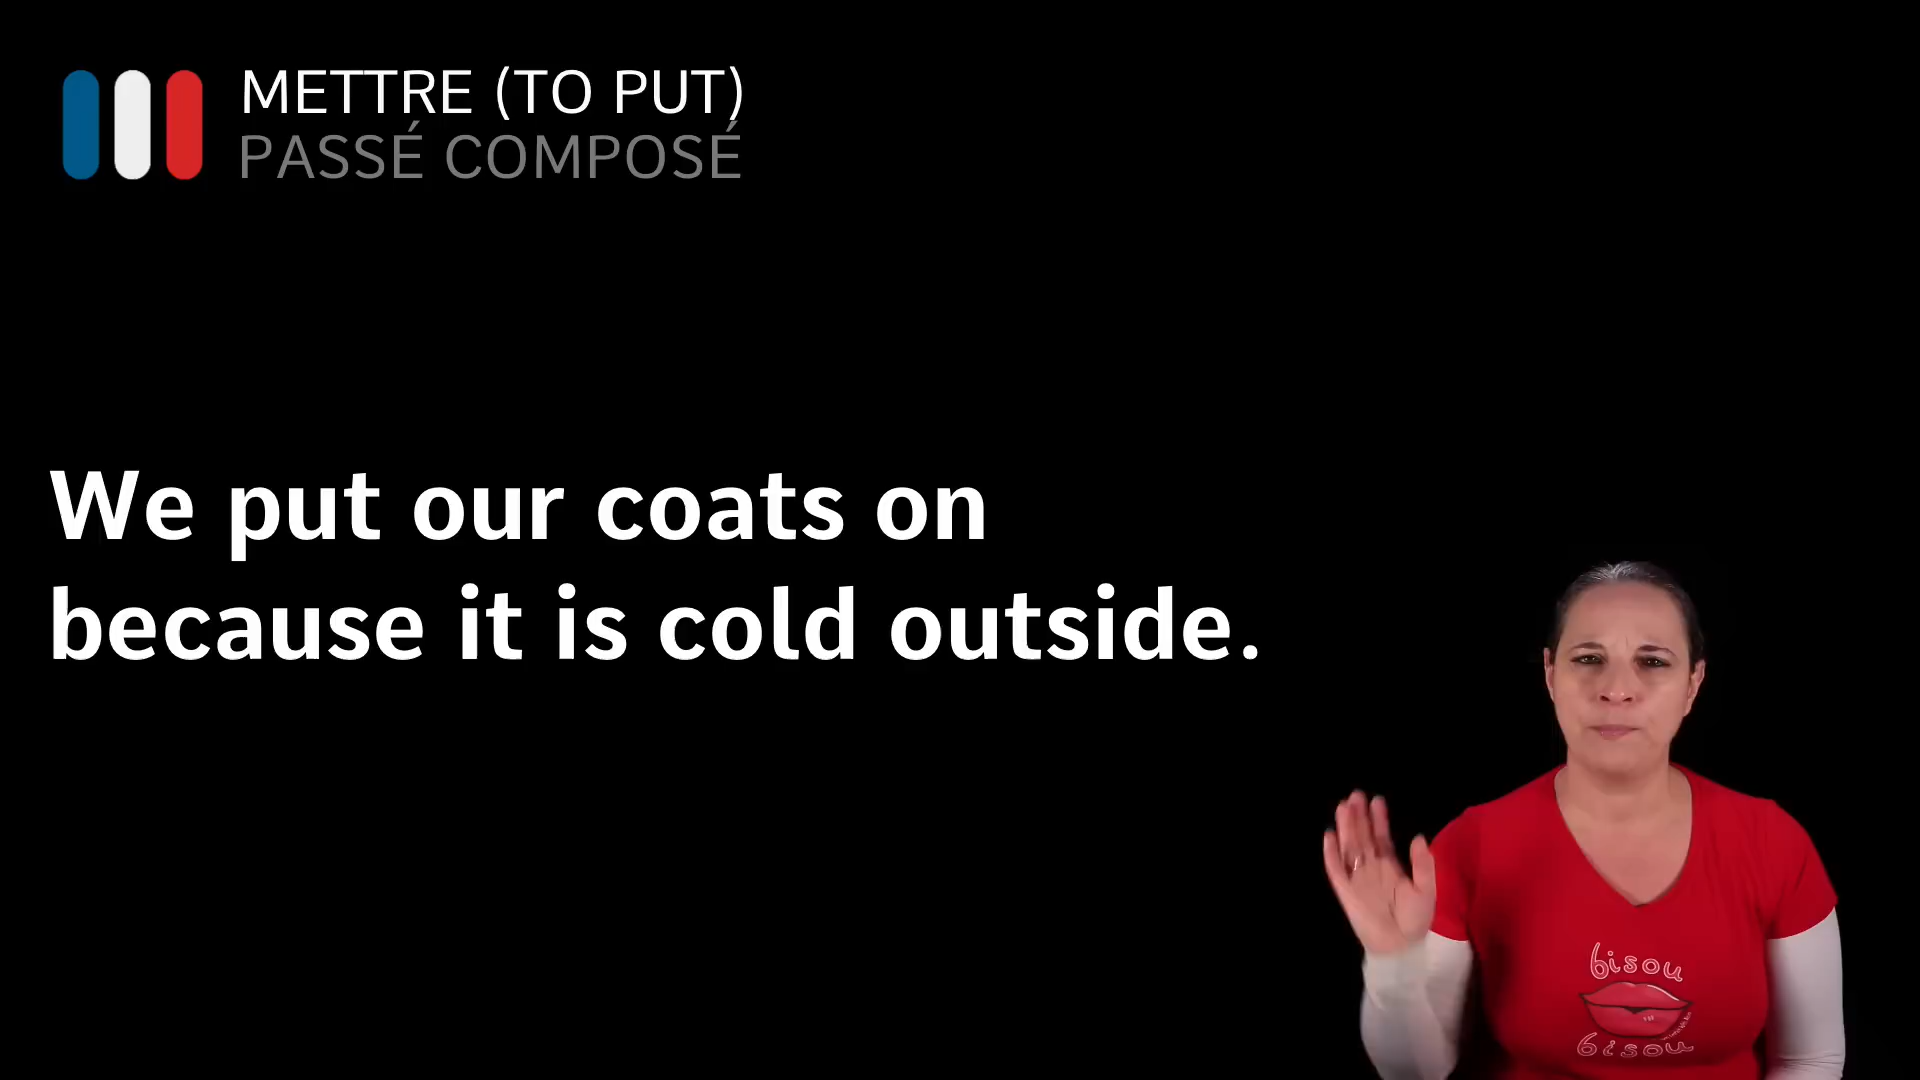 METTRE (TO PUT)
PASSÉ COMPOSÉ
We put our coats on
because it is cold outside.
bisou
bisou